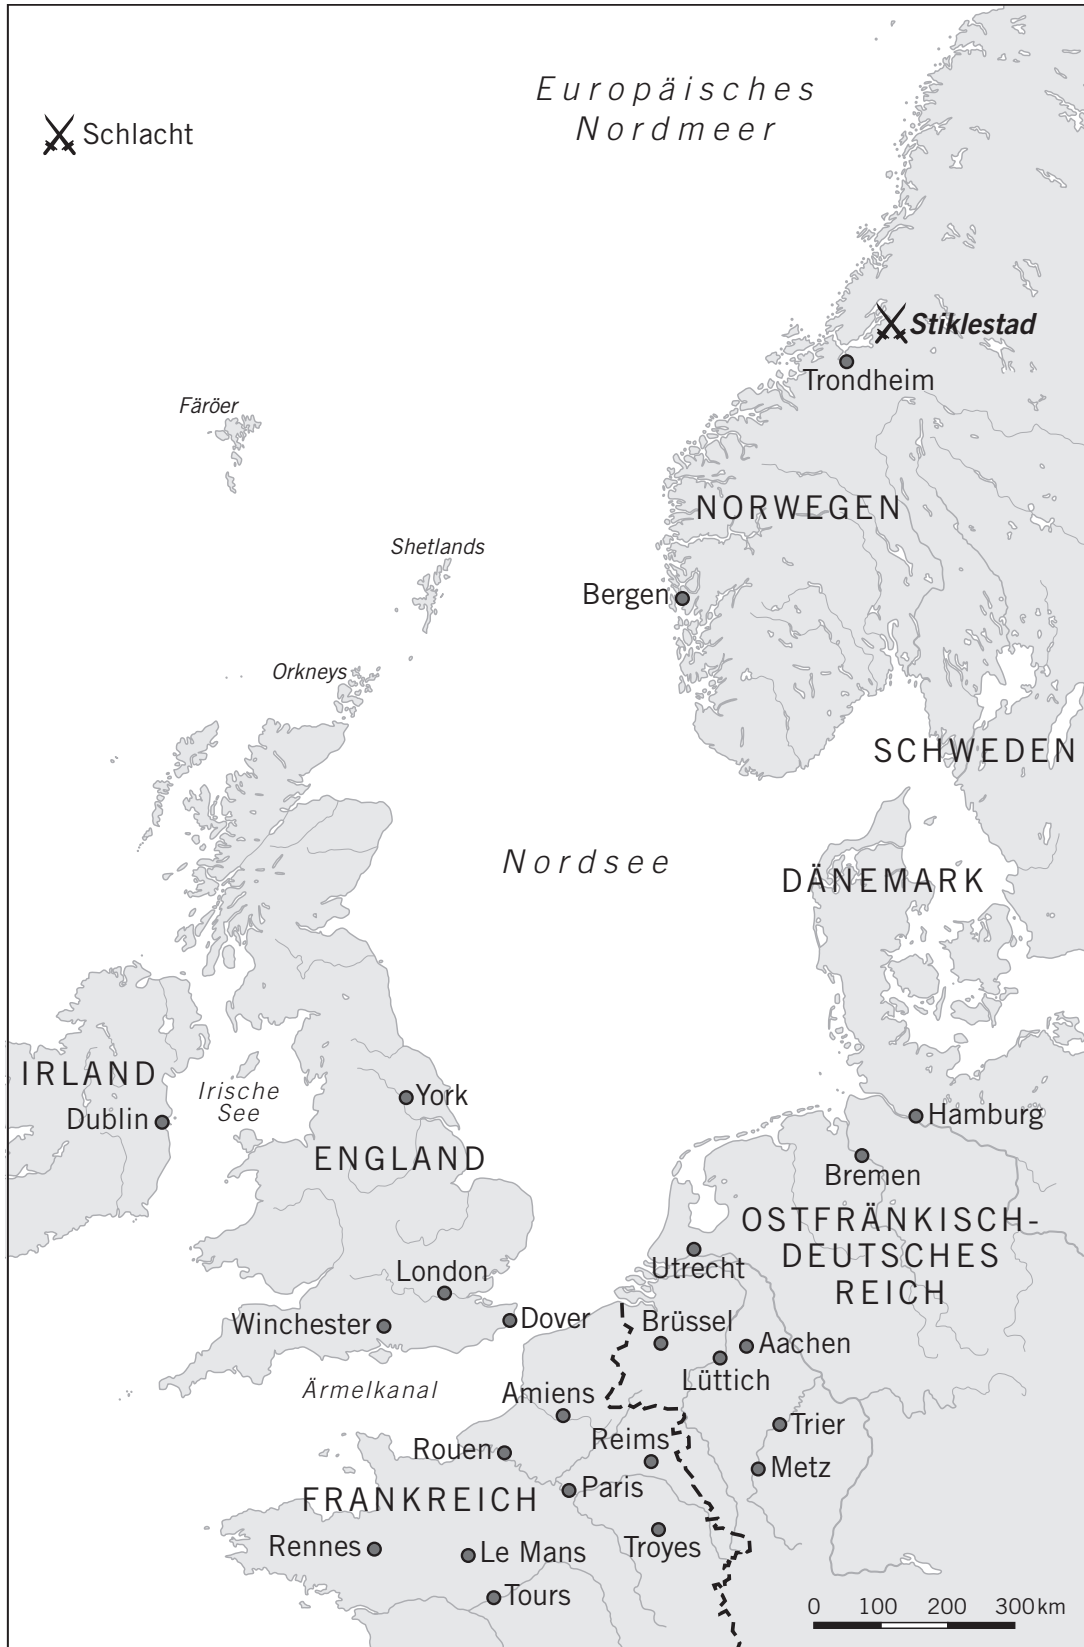 Europäisches
Nordmeer
Schlacht
Stiklestad
Trondheim
Färöer
NORWEGEN
Shetlands
Bergen
Orkneys
SCHWEDEN
Nordsee
DÄNEMARK
IRLAND
Irische
See
York
Dublin
Hamburg
ENGLAND
Bremen
OSTFRÄNKISCH-
DEUTSCHES
REICH
Utrecht
London
Winchester
Dover
Brüssel
Aachen
Lüttich
Ärmelkanal
Amiens
Trier
Rouen
Reims
Metz
Paris
FRANKREICH
Rennes
Le Mans
Troyes
Tours
0 100 200 300 km